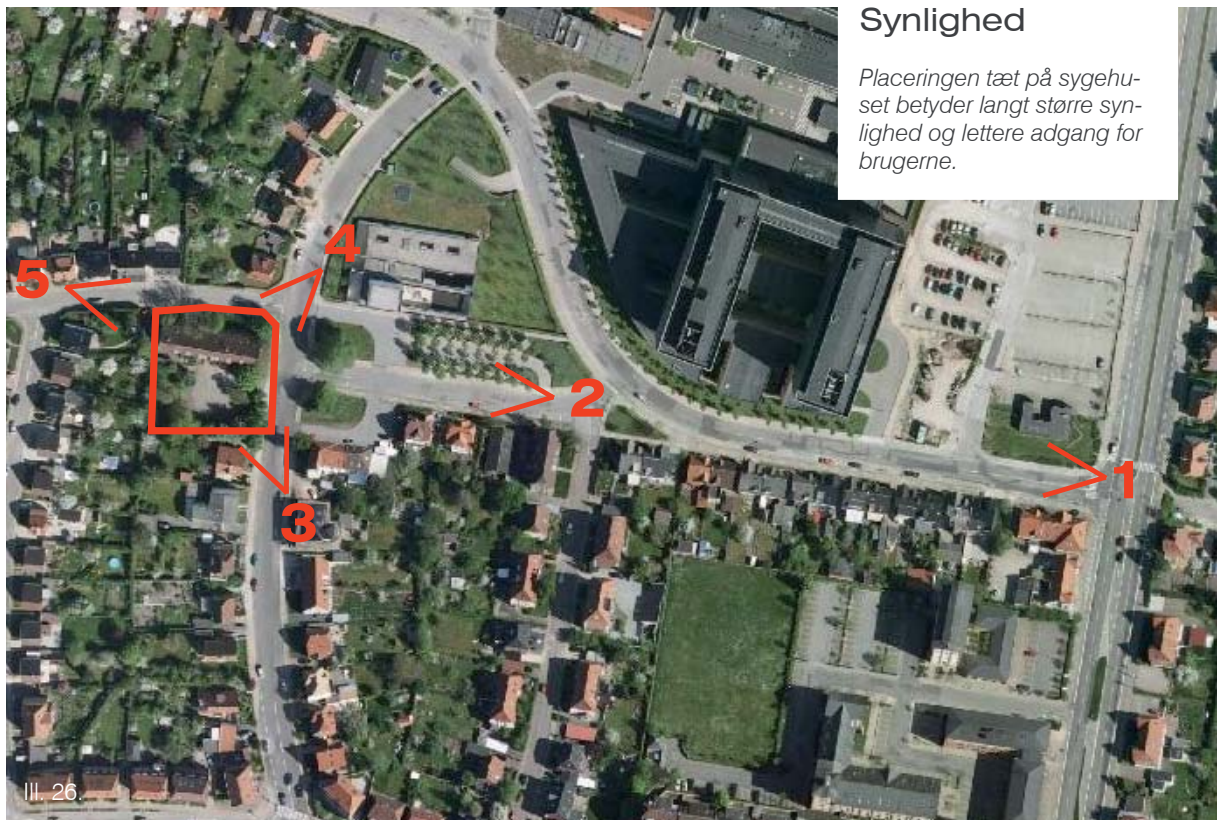 Synlighed
Placeringen tæt på sygehu-
set betyder langt større syn-
lighed og lettere adgang for
brugerne.
4
5
2
1
3
Ill. 26.